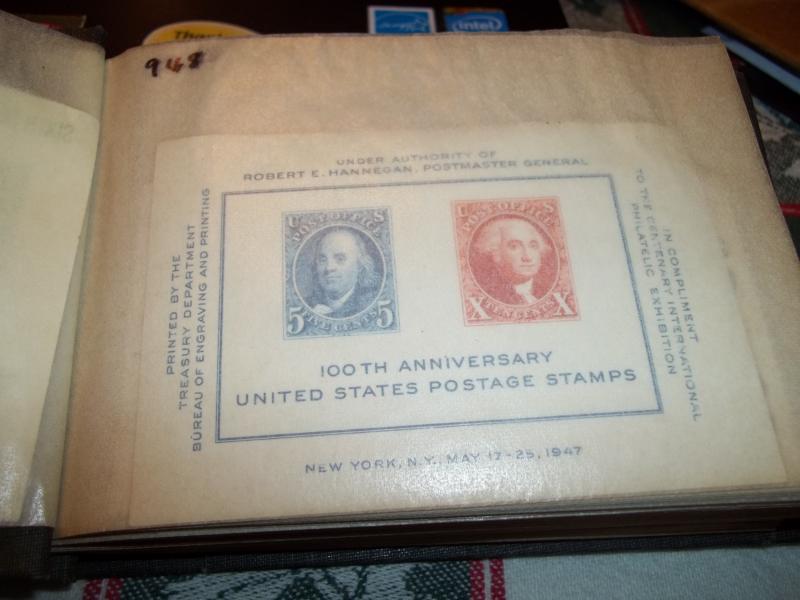 948
intel
UNDER AUTHORITY OF
ROBERT E. HANNEGAN, POSTMASTER GENERAL
PRINTED BY THE
TREASURY DEPARTMENT
BUREAU OF ENGRAVING AND PRINTING
U S
POST OFFICE
5 FIVE CENTS 5
U S
POST OFFICE
X TEN CENTS X
IN COMPLIMENT
TO THE CENTENARY INTERNATIONAL
PHILATELIC EXHIBITION
100TH ANNIVERSARY
UNITED STATES POSTAGE STAMPS
NEW YORK, N.Y., MAY 17-25, 1947